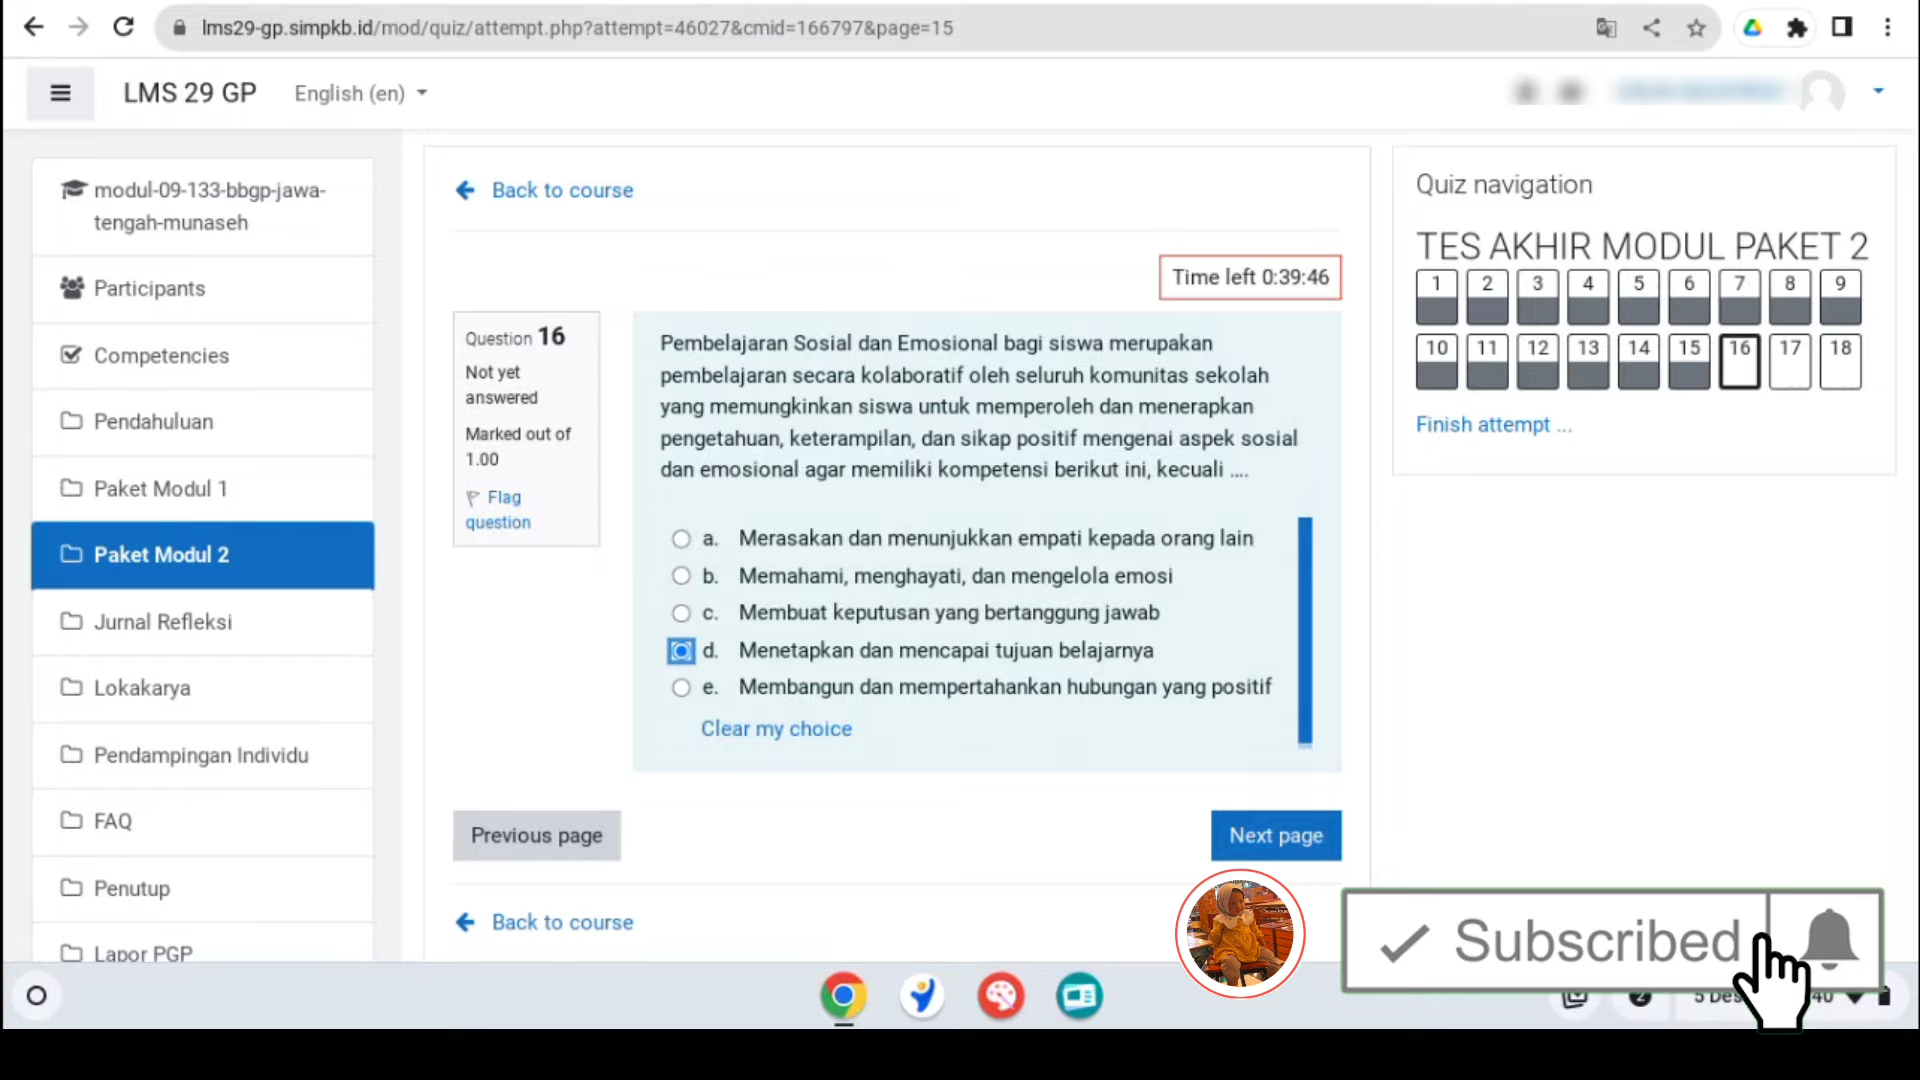 lms29-gp.simpkb.id/mod/quiz/attempt.php?attempt=46027&cmid=166797&page=15
LMS 29 GP
English (en)
modul-09-133-bbgp-jawa-
tengah-munaseh
Participants
Competencies
Pendahuluan
Paket Modul 1
Paket Modul 2
Jurnal Refleksi
Lokakarya
Pendampingan Individu
FAQ
Penutup
Lapor PGP
Back to course
Time left 0:39:46
Question 16
Not yet
answered
Marked out of
1.00
Flag
question
Pembelajaran Sosial dan Emosional bagi siswa merupakan
pembelajaran secara kolaboratif oleh seluruh komunitas sekolah
yang memungkinkan siswa untuk memperoleh dan menerapkan
pengetahuan, keterampilan, dan sikap positif mengenai aspek sosial
dan emosional agar memiliki kompetensi berikut ini, kecuali ....
a. Merasakan dan menunjukkan empati kepada orang lain
b. Memahami, menghayati, dan mengelola emosi
c. Membuat keputusan yang bertanggung jawab
d. Menetapkan dan mencapai tujuan belajarnya
e. Membangun dan mempertahankan hubungan yang positif
Clear my choice
Previous page
Next page
Back to course
Quiz navigation
TES AKHIR MODUL PAKET 2
1 2 3 4 5 6 7 8 9
10 11 12 13 14 15 16 17 18
Finish attempt ...
Subscribed
2
5 Des
40